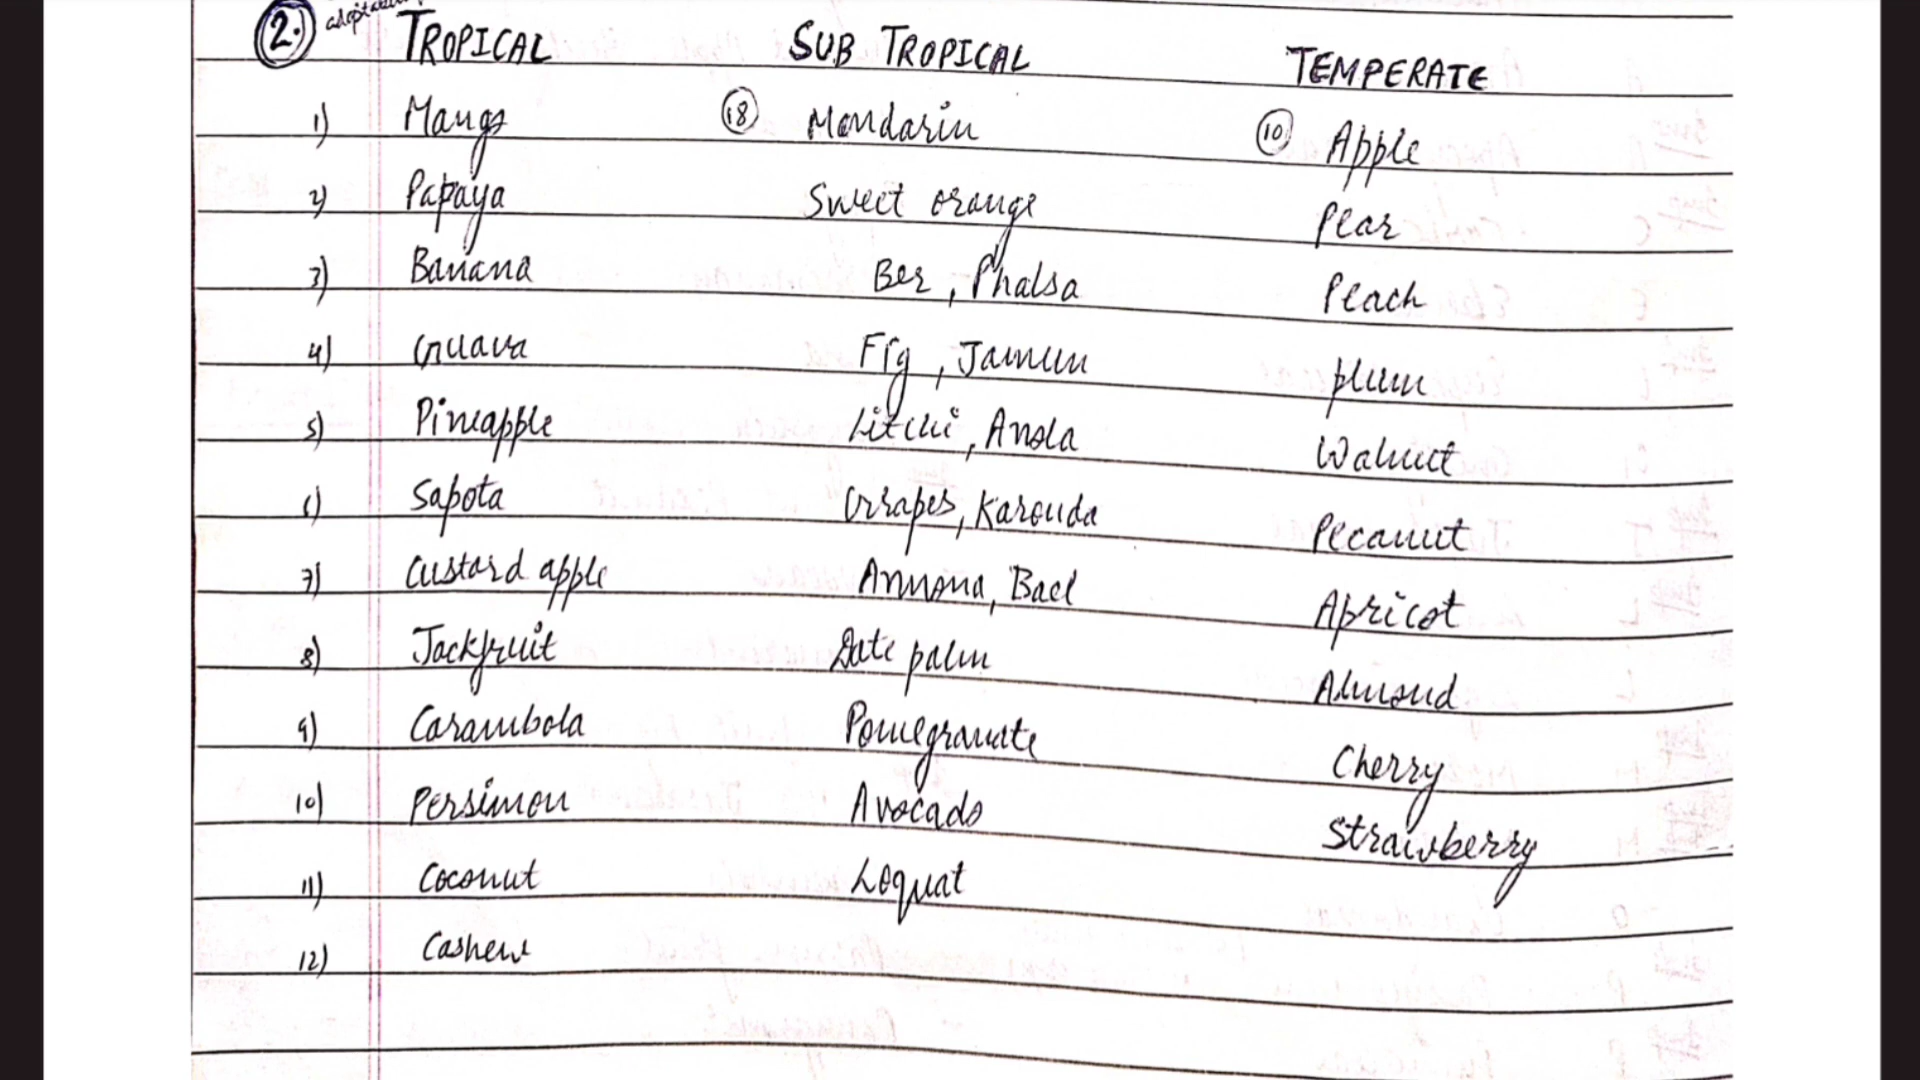 2. TROPICAL SUB TROPICAL TEMPERATE
1) Mango 18 Mandarin 10 Apple
2) Papaya Sweet orange Pear
3) Banana Ber, Phalsa Peach
4) Guava Fig, Jamun plum
5) Pineapple Litchi, Anola Walnut
6) Sapota Grapes, Karonda Pecanut
7) Custard apple Annona, Bael Apricot
8) Jackfruit Date palm Almond
9) Carambola Pomegranate Cherry
10) Persimon Avocado Strawberry
11) Coconut Loquat
12) Cashew